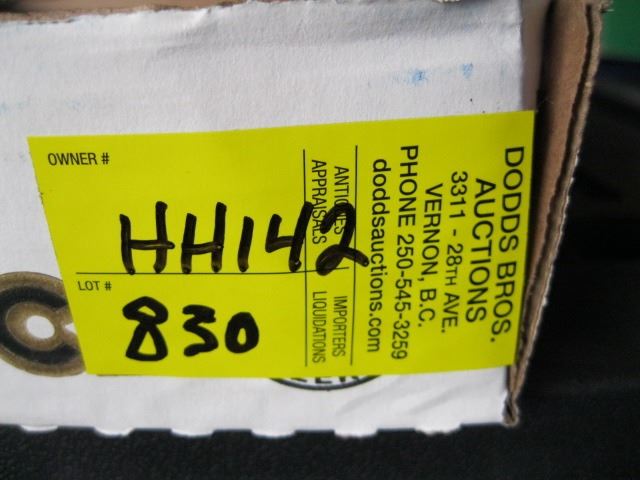 OWNER #
HH142
LOT #
830
ANTIQUES
APPRAISALS
IMPORTERS
LIQUIDATIONS
DODDS BROS.
AUCTIONS
3311 - 28TH AVE.
VERNON, B.C.
PHONE 250-545-3259
doddsauctions.com